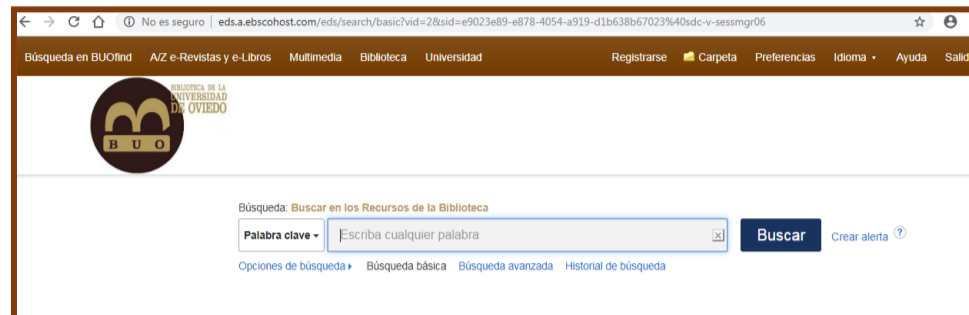 No es seguro | eds.a.ebscohost.com/eds/search/basic?vid=2&sid=e9023e89-e878-4054-a919-d1b638b67023%40sdc-v-sessmgr06
Búsqueda en BUOfind A/Z e-Revistas y e-Libros Multimedia Biblioteca Universidad Registrarse Carpeta Preferencias Idioma Ayuda Salid
BIBLIOTECA DE LA
UNIVERSIDAD
DE OVIEDO
B U O
Búsqueda: Buscar en los Recursos de la Biblioteca
Palabra clave Escriba cualquier palabra x Buscar Crear alerta ?
Opciones de búsqueda Búsqueda básica Búsqueda avanzada Historial de búsqueda